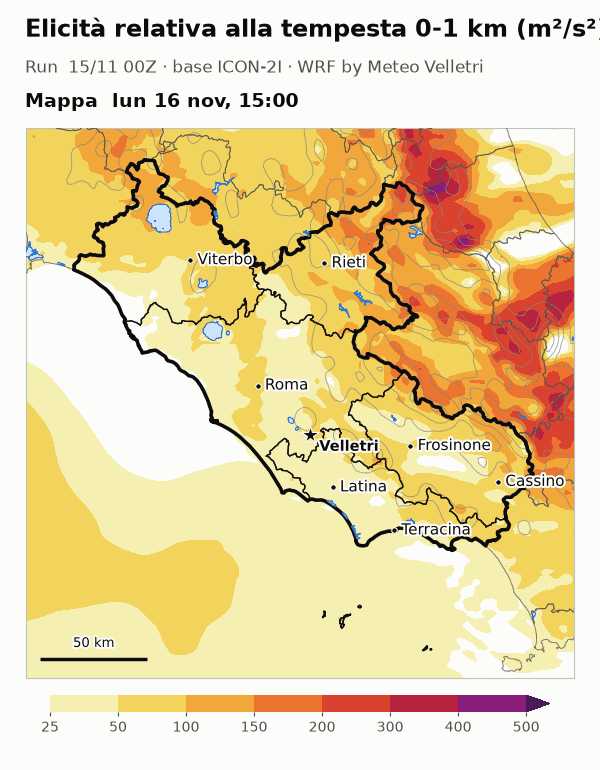 Elicità relativa alla tempesta 0-1 km (m²/s²)
Run 15/11 00Z · base ICON-2I · WRF by Meteo Velletri
Mappa lun 16 nov, 15:00
Viterbo
Rieti
Roma
Velletri
Frosinone
Cassino
Latina
Terracina
50 km
25 50 100 150 200 300 400 500